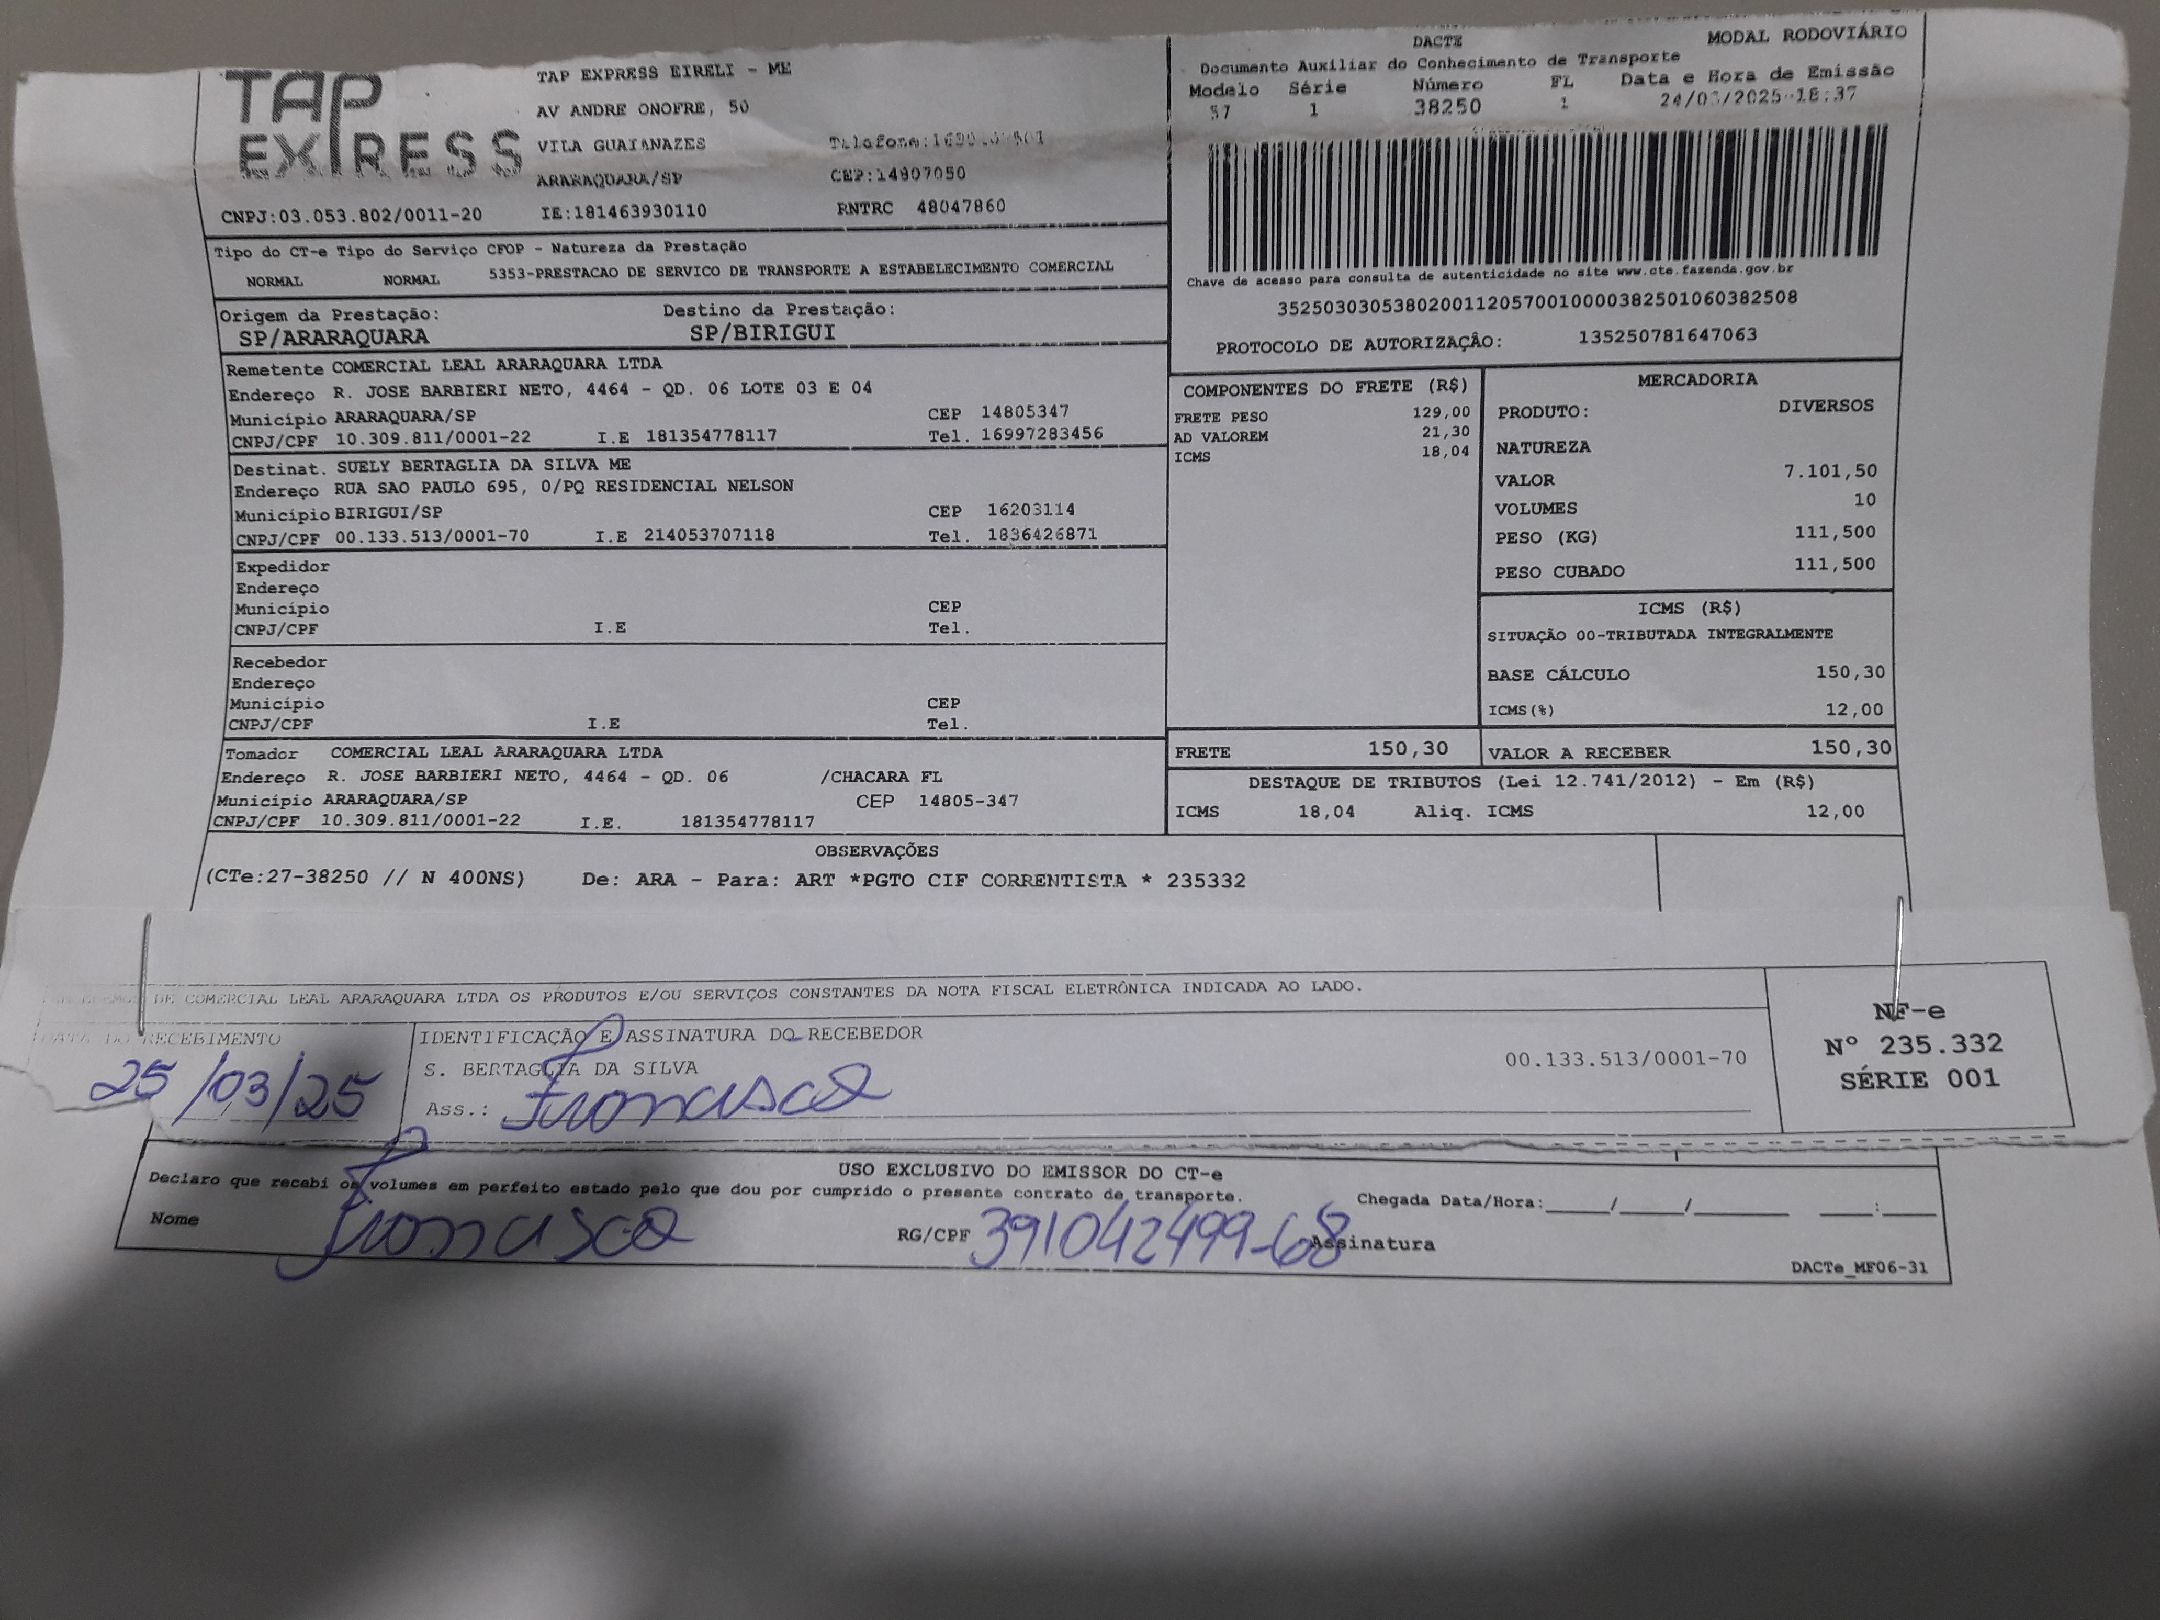 TAP EXPRESS
TAP EXPRESS EIRELI - ME
AV ANDRE ONOFRE, 50
VILA GUAIANAZES
ARARAQUARA/SP CEP:14807050
CNPJ:03.053.802/0011-20 IE:181463930110 RNTRC 48047860
DACTE MODAL RODOVIÁRIO
Documento Auxiliar do Conhecimento de Transporte
Modelo Série Número FL Data e Hora de Emissão
57 1 38250 1 24/03/2025-18:37
Chave de acesso para consulta de autenticidade no site www.cte.fazenda.gov.br
35250303053802001120570010000382501060382508
PROTOCOLO DE AUTORIZAÇÃO: 135250781647063
Tipo do CT-e Tipo do Serviço CFOP - Natureza da Prestação
NORMAL NORMAL 5353-PRESTACAO DE SERVICO DE TRANSPORTE A ESTABELECIMENTO COMERCIAL
Origem da Prestação: Destino da Prestação:
SP/ARARAQUARA SP/BIRIGUI
Remetente COMERCIAL LEAL ARARAQUARA LTDA
Endereço R. JOSE BARBIERI NETO, 4464 - QD. 06 LOTE 03 E 04
Município ARARAQUARA/SP CEP 14805347
CNPJ/CPF 10.309.811/0001-22 I.E 181354778117 Tel. 16997283456
Destinat. SUELY BERTAGLIA DA SILVA ME
Endereço RUA SAO PAULO 695, 0/PQ RESIDENCIAL NELSON
Município BIRIGUI/SP CEP 16203114
CNPJ/CPF 00.133.513/0001-70 I.E 214053707118 Tel. 1836426871
Expedidor
Endereço
Município CEP
CNPJ/CPF I.E Tel.
Recebedor
Endereço
Município CEP
CNPJ/CPF I.E Tel.
Tomador COMERCIAL LEAL ARARAQUARA LTDA
Endereço R. JOSE BARBIERI NETO, 4464 - QD. 06 /CHACARA FL
Município ARARAQUARA/SP CEP 14805-347
CNPJ/CPF 10.309.811/0001-22 I.E. 181354778117
COMPONENTES DO FRETE (R$)
FRETE PESO 129,00
AD VALOREM 21,30
ICMS 18,04
MERCADORIA
PRODUTO: DIVERSOS
NATUREZA
VALOR 7.101,50
VOLUMES 10
PESO (KG) 111,500
PESO CUBADO 111,500
ICMS (R$)
SITUAÇÃO 00-TRIBUTADA INTEGRALMENTE
BASE CÁLCULO 150,30
ICMS(%) 12,00
FRETE 150,30 VALOR A RECEBER 150,30
DESTAQUE DE TRIBUTOS (Lei 12.741/2012) - Em (R$)
ICMS 18,04 Aliq. ICMS 12,00
OBSERVAÇÕES
(CTe:27-38250 // N 400NS) De: ARA - Para: ART *PGTO CIF CORRENTISTA * 235332
DE COMERCIAL LEAL ARARAQUARA LTDA OS PRODUTOS E/OU SERVIÇOS CONSTANTES DA NOTA FISCAL ELETRÔNICA INDICADA AO LADO.
DATA DO RECEBIMENTO
25/03/25
IDENTIFICAÇÃO E ASSINATURA DO RECEBEDOR
S. BERTAGLIA DA SILVA 00.133.513/0001-70
Ass.: Francisca
NF-e
Nº 235.332
SÉRIE 001
USO EXCLUSIVO DO EMISSOR DO CT-e
Declaro que recebi os volumes em perfeito estado pelo que dou por cumprido o presente contrato de transporte. Chegada Data/Hora:____/____/______ ___:___
Nome Francisca RG/CPF 391042499-68 Assinatura
DACTe_MF06-31